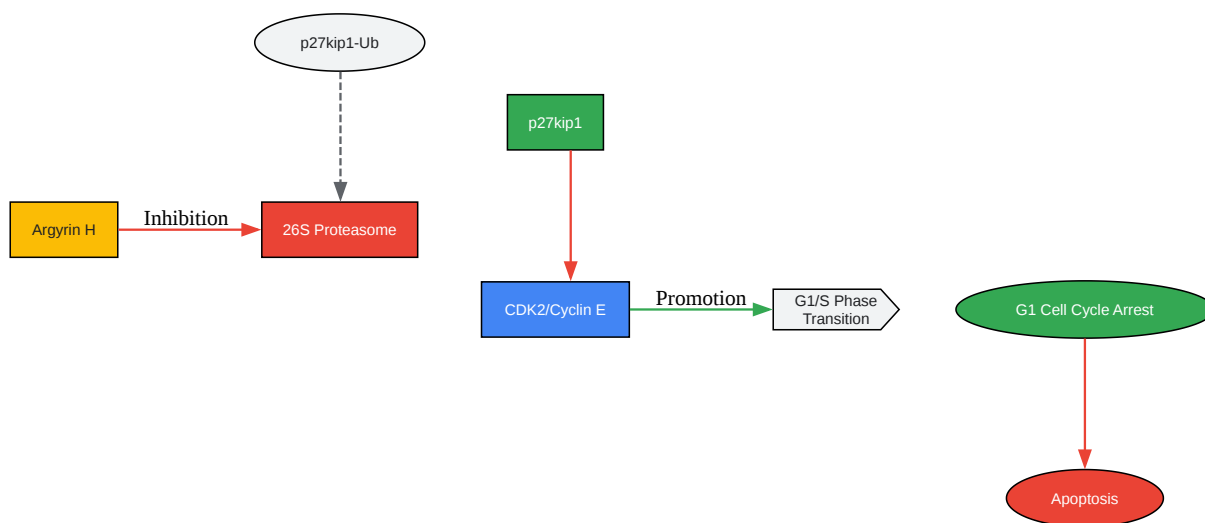 p27kip1-Ub
p27kip1
Argyrin H
Inhibition
26S Proteasome
CDK2/Cyclin E
Promotion
G1/S Phase
Transition
G1 Cell Cycle Arrest
Apoptosis